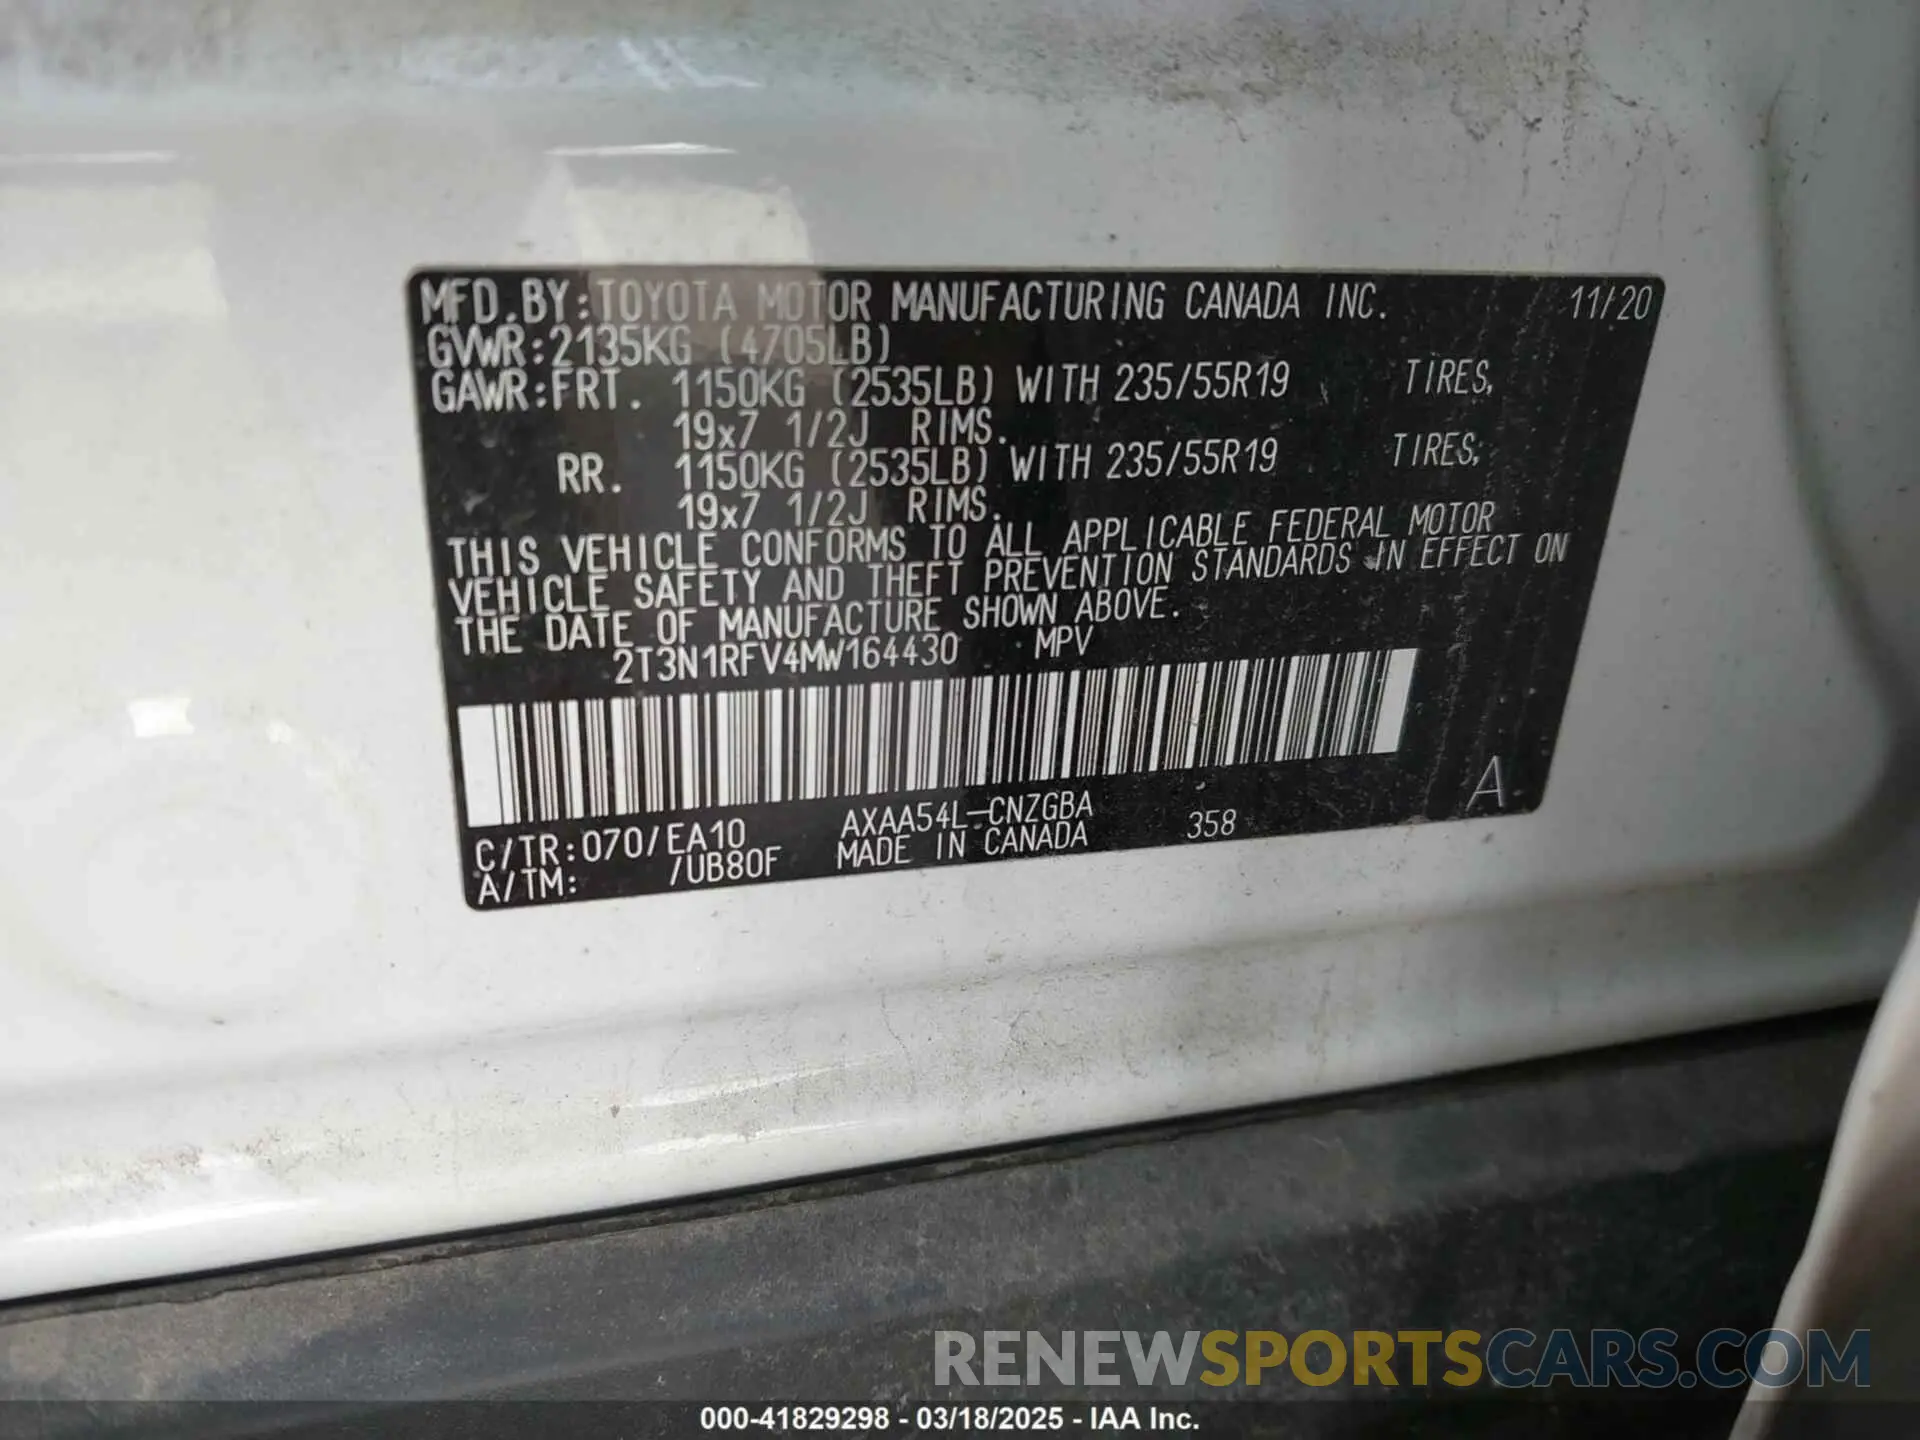 MFD. BY: TOYOTA MOTOR MANUFACTURING CANADA INC. 11/20
GVWR: 2135KG (4705LB)
GAWR: FRT. 1150KG (2535LB) WITH 235/55R19 TIRES,
19x7 1/2J RIMS.
RR. 1150KG (2535LB) WITH 235/55R19 TIRES,
19x7 1/2J RIMS.
THIS VEHICLE CONFORMS TO ALL APPLICABLE FEDERAL MOTOR
VEHICLE SAFETY AND THEFT PREVENTION STANDARDS IN EFFECT ON
THE DATE OF MANUFACTURE SHOWN ABOVE.
2T3N1RFV4MW164430 MPV
AXAA54L-CNZGBA 358 A
C/TR: 070/EA10 MADE IN CANADA
A/TM: /UB80F
RENEWSPORTSCARS.COM
000-41829298 - 03/18/2025 - IAA Inc.